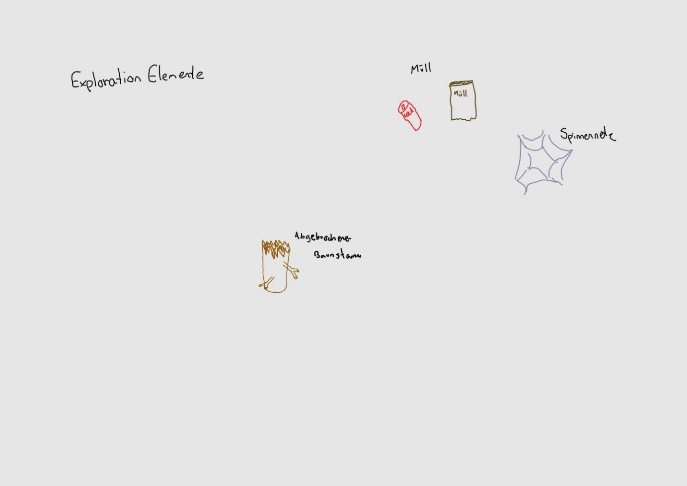 Müll
Exploration Elemente
Müll
Spinnennetz
Abgebrochener
Baumstamm